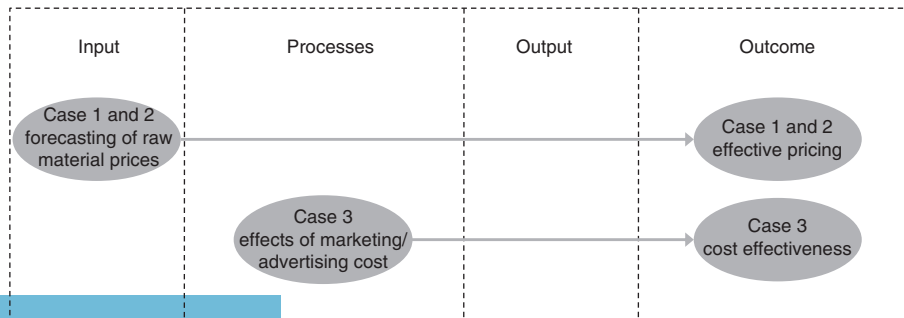 Input Processes Output Outcome
Case 1 and 2
forecasting of raw
material prices
Case 1 and 2
effective pricing
Case 3
effects of marketing/
advertising cost
Case 3
cost effectiveness